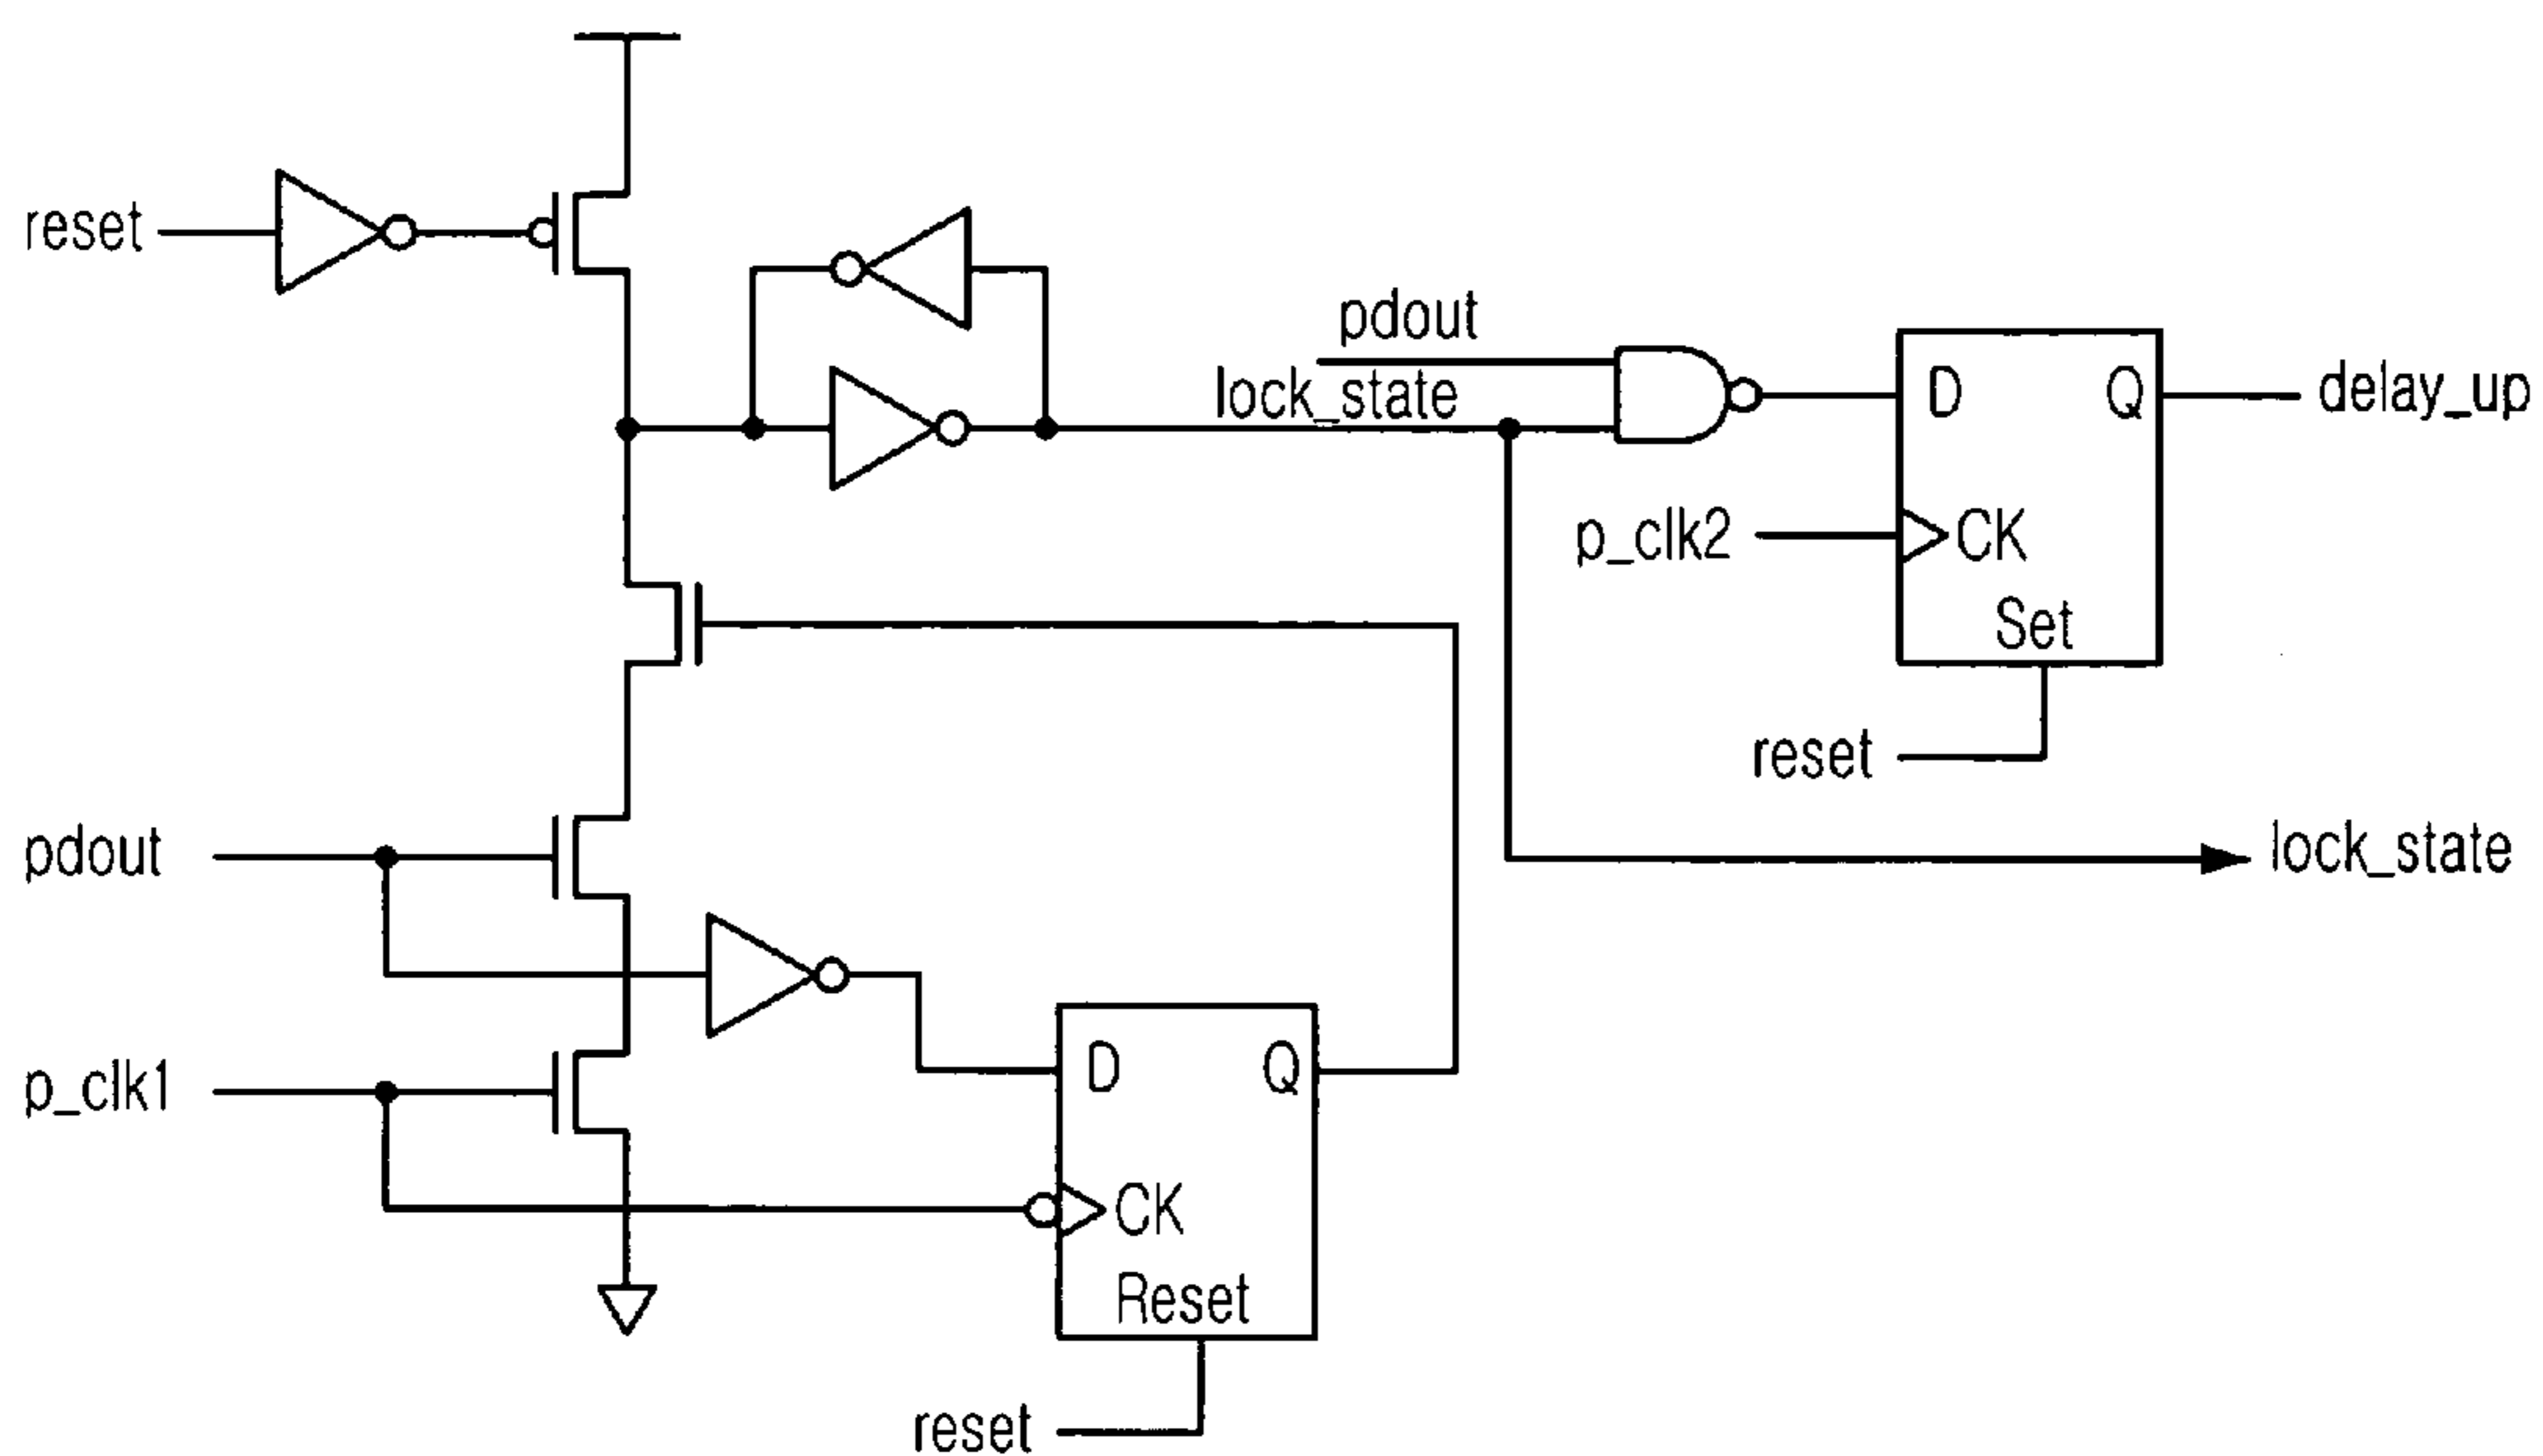 reset
pdout
lock_state
D Q
delay_up
p_clk2
CK
Set
reset
pdout
lock_state
p_clk1
D Q
CK
Reset
reset